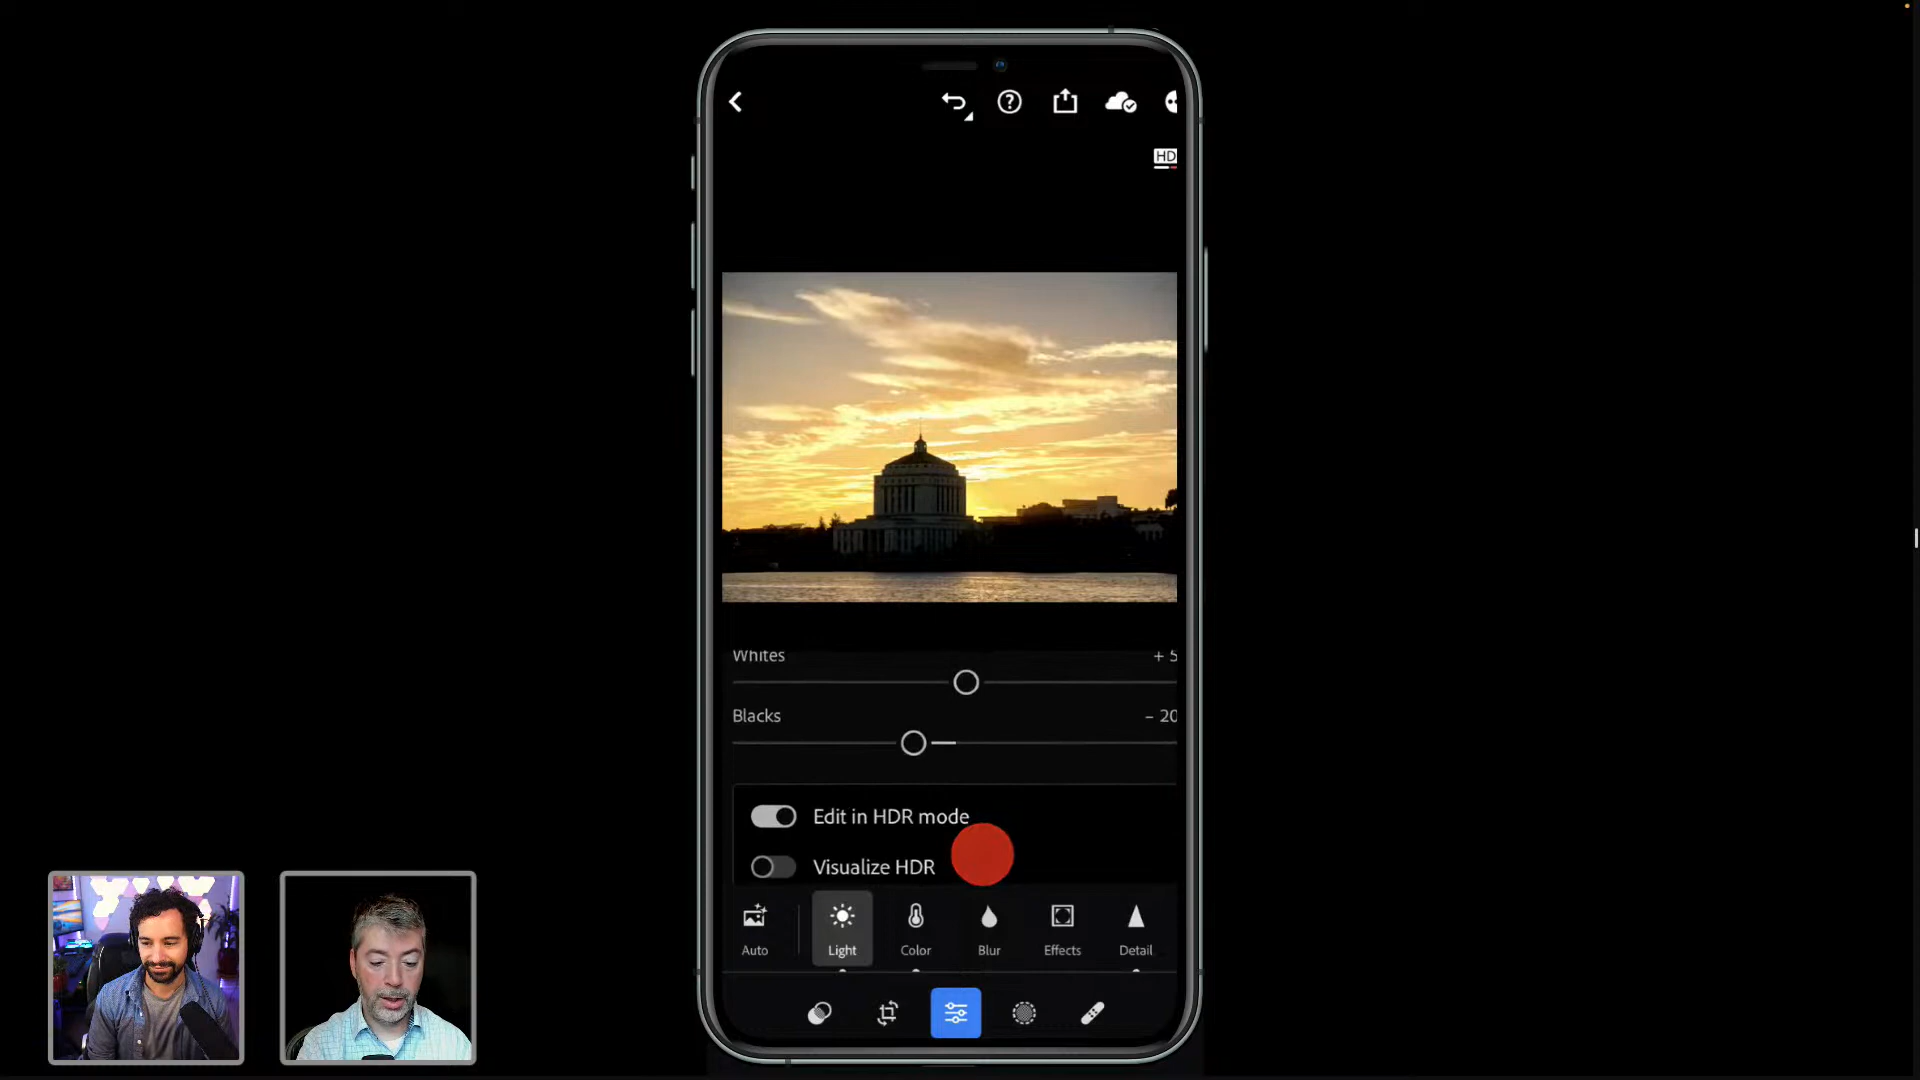 HD
Whites + 5
Blacks – 20
Edit in HDR mode
Visualize HDR
Auto Light Color Blur Effects Detail